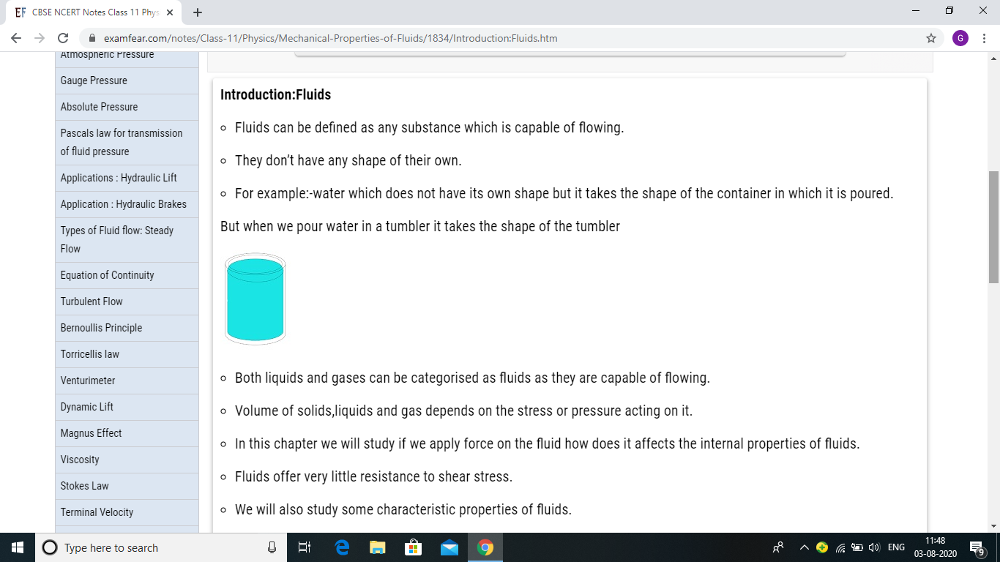 EF CBSE NCERT Notes Class 11 Phys
examfear.com/notes/Class-11/Physics/Mechanical-Properties-of-Fluids/1834/Introduction:Fluids.htm
G
Atmospheric Pressure
Gauge Pressure
Absolute Pressure
Pascals law for transmission
of fluid pressure
Applications : Hydraulic Lift
Application : Hydraulic Brakes
Types of Fluid flow: Steady
Flow
Equation of Continuity
Turbulent Flow
Bernoullis Principle
Torricellis law
Venturimeter
Dynamic Lift
Magnus Effect
Viscosity
Stokes Law
Terminal Velocity
Introduction:Fluids
Fluids can be defined as any substance which is capable of flowing.
They don’t have any shape of their own.
For example:-water which does not have its own shape but it takes the shape of the container in which it is poured.
But when we pour water in a tumbler it takes the shape of the tumbler
Both liquids and gases can be categorised as fluids as they are capable of flowing.
Volume of solids,liquids and gas depends on the stress or pressure acting on it.
In this chapter we will study if we apply force on the fluid how does it affects the internal properties of fluids.
Fluids offer very little resistance to shear stress.
We will also study some characteristic properties of fluids.
Type here to search
ENG
11:48
03-08-2020
9